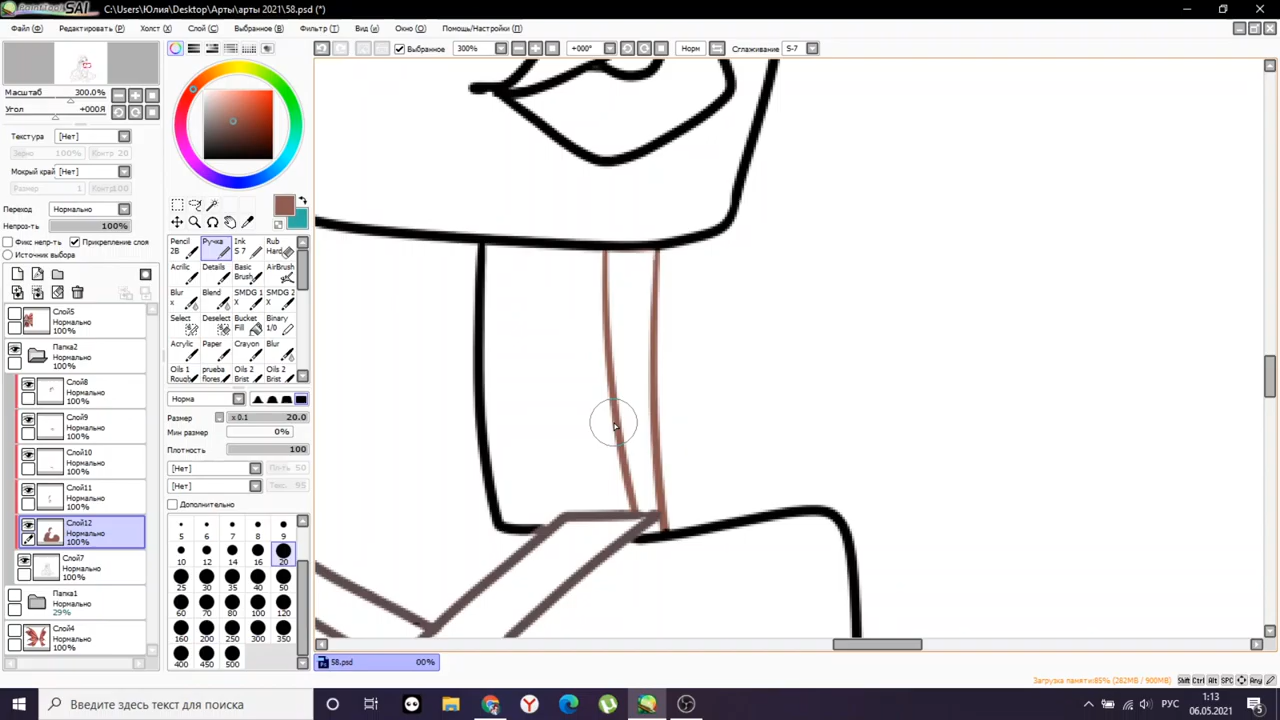 PaintTool SAI C:\Users\Юлия\Desktop\Арты\арты 2021\58.psd (*)
Файл (F) Редактировать (P) Холст (X) Слой (C) Выбранное (B) Фильтр (T) Вид (И) Окно (O) Помощь/Настройки (П)
Выбранное 300% +000° Норм Сглаживание S-7
Масштаб 300.0%
Угол +000Я
Текстура [Нет]
Зерно 100% Контр 20
Мокрый край [Нет]
Размер 1 Контр 100
Переход Нормально
Непроз-ть 100%
Фикс непр-ть Прикрепление слоя
Источник выбора
Слой5
Нормально
100%
Папка2
Нормально
100%
Слой8
Нормально
100%
Слой9
Нормально
100%
Слой10
Нормально
100%
Слой11
Нормально
100%
Слой12
Нормально
100%
Слой7
Нормально
100%
Папка1
Нормально
29%
Слой4
Нормально
100%
Pencil 2B Ручка Ink S 7 Rub Hard
Acrilic Details Basic Brush AirBrush
Blur x Blend SMDG 1 X SMDG 2 X
Select Deselect Bucket Fill Binary 1/0
Acrylic Paper Crayon Blur
Oils 1 Rough Oils 2 Brist prueba flores Oils 2 Brist
Норма
Размер x 0.1 20.0
Мин размер 0%
Плотность 100
[Нет]
[Нет] Текс. 95
Дополнительно
5 6 7 8 9
10 12 14 16 20
25 30 35 40 50
60 70 80 100 120
160 200 250 300 350
400 450 500
58.psd 00%
Загрузка памяти:85% (282MB / 900MB) Shift Ctrl Alt SPC Any
Введите здесь текст для поиска
РУС
1:13
06.05.2021
5